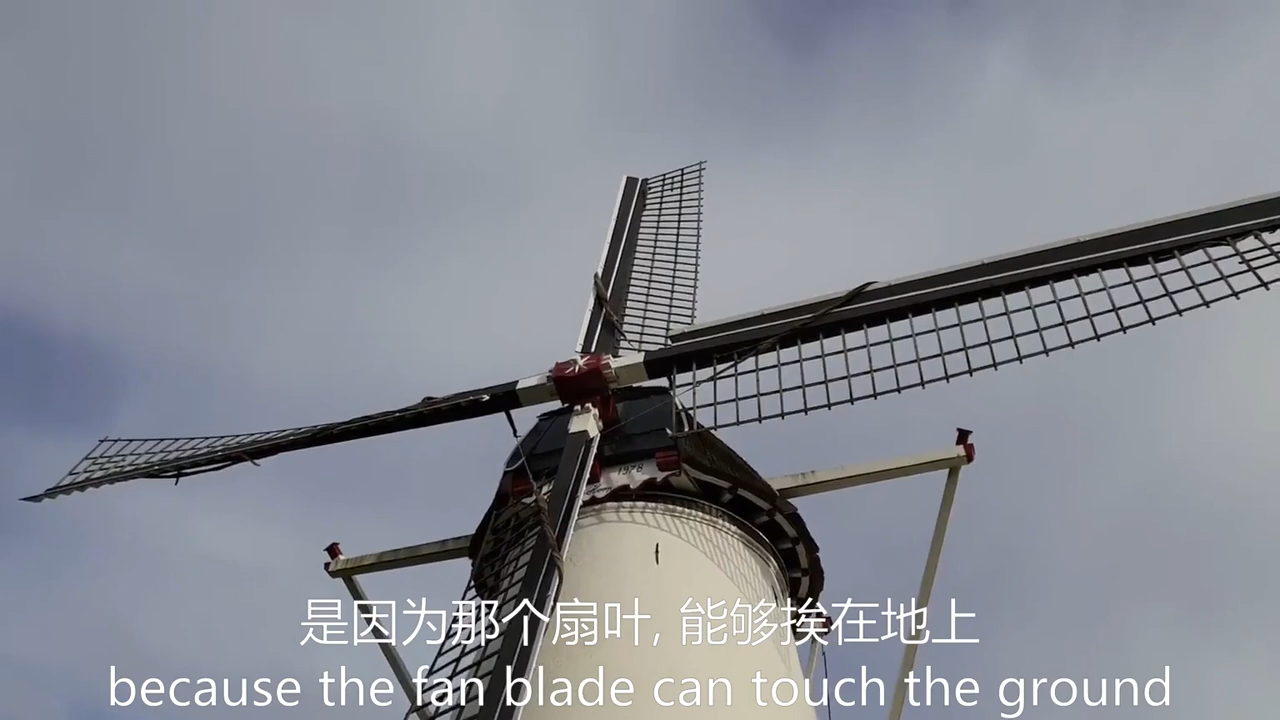 1978
是因为那个扇叶, 能够挨在地上
because the fan blade can touch the ground